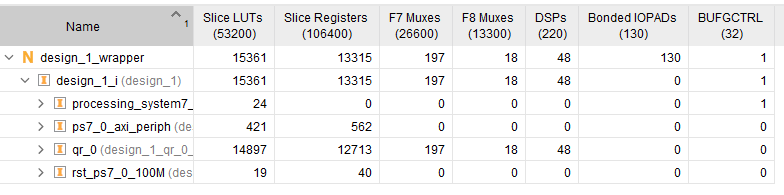 Name 1 Slice LUTs (53200) Slice Registers (106400) F7 Muxes (26600) F8 Muxes (13300) DSPs (220) Bonded IOPADs (130) BUFGCTRL (32)
N design_1_wrapper 15361 13315 197 18 48 130 1
I design_1_i (design_1) 15361 13315 197 18 48 0 1
I processing_system7_ 24 0 0 0 0 0 1
I ps7_0_axi_periph (de 421 562 0 0 0 0 0
I qr_0 (design_1_qr_0_ 14897 12713 197 18 48 0 0
I rst_ps7_0_100M (des 19 40 0 0 0 0 0